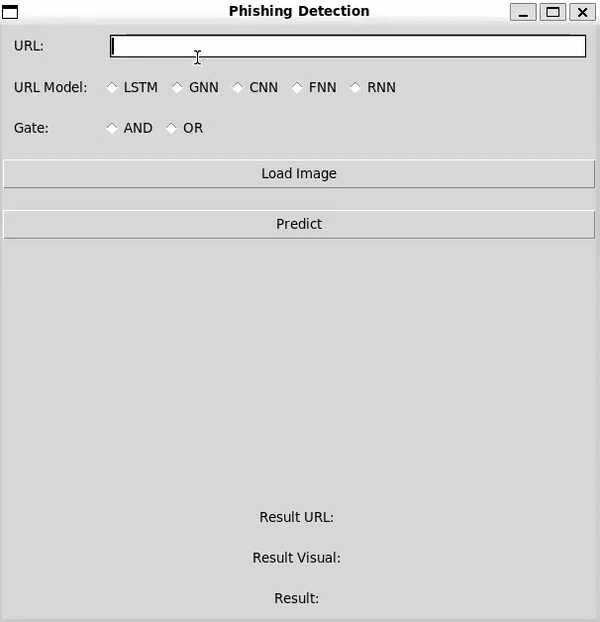 Phishing Detection
URL:
URL Model: LSTM GNN CNN FNN RNN
Gate: AND OR
Load Image
Predict
Result URL:
Result Visual:
Result: